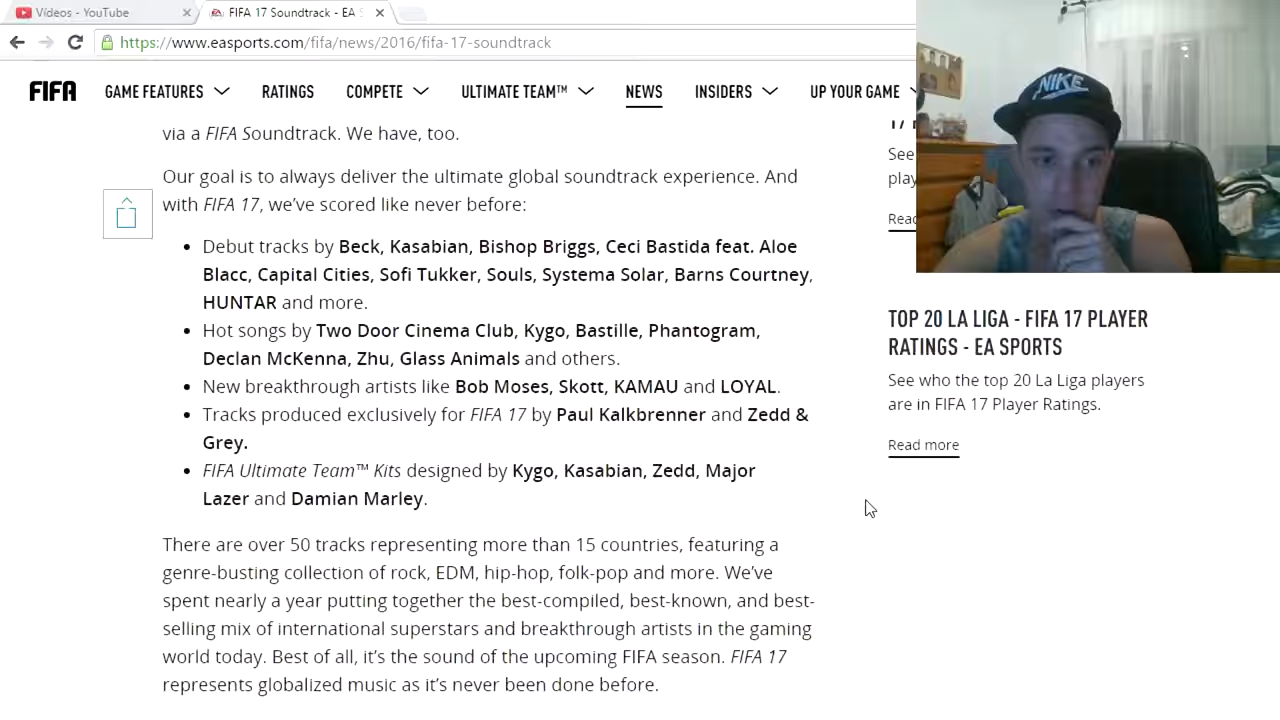 Vídeos - YouTube
FIFA 17 Soundtrack - EA S
https://www.easports.com/fifa/news/2016/fifa-17-soundtrack
FIFA GAME FEATURES RATINGS COMPETE ULTIMATE TEAM™ NEWS INSIDERS UP YOUR GAME
via a FIFA Soundtrack. We have, too.
Our goal is to always deliver the ultimate global soundtrack experience. And
with FIFA 17, we've scored like never before:
• Debut tracks by Beck, Kasabian, Bishop Briggs, Ceci Bastida feat. Aloe
Blacc, Capital Cities, Sofi Tukker, Souls, Systema Solar, Barns Courtney,
HUNTAR and more.
• Hot songs by Two Door Cinema Club, Kygo, Bastille, Phantogram,
Declan McKenna, Zhu, Glass Animals and others.
• New breakthrough artists like Bob Moses, Skott, KAMAU and LOYAL.
• Tracks produced exclusively for FIFA 17 by Paul Kalkbrenner and Zedd &
Grey.
• FIFA Ultimate Team™ Kits designed by Kygo, Kasabian, Zedd, Major
Lazer and Damian Marley.
There are over 50 tracks representing more than 15 countries, featuring a
genre-busting collection of rock, EDM, hip-hop, folk-pop and more. We've
spent nearly a year putting together the best-compiled, best-known, and best-
selling mix of international superstars and breakthrough artists in the gaming
world today. Best of all, it's the sound of the upcoming FIFA season. FIFA 17
represents globalized music as it's never been done before.
See
play
Read
NIKE
TOP 20 LA LIGA - FIFA 17 PLAYER
RATINGS - EA SPORTS
See who the top 20 La Liga players
are in FIFA 17 Player Ratings.
Read more